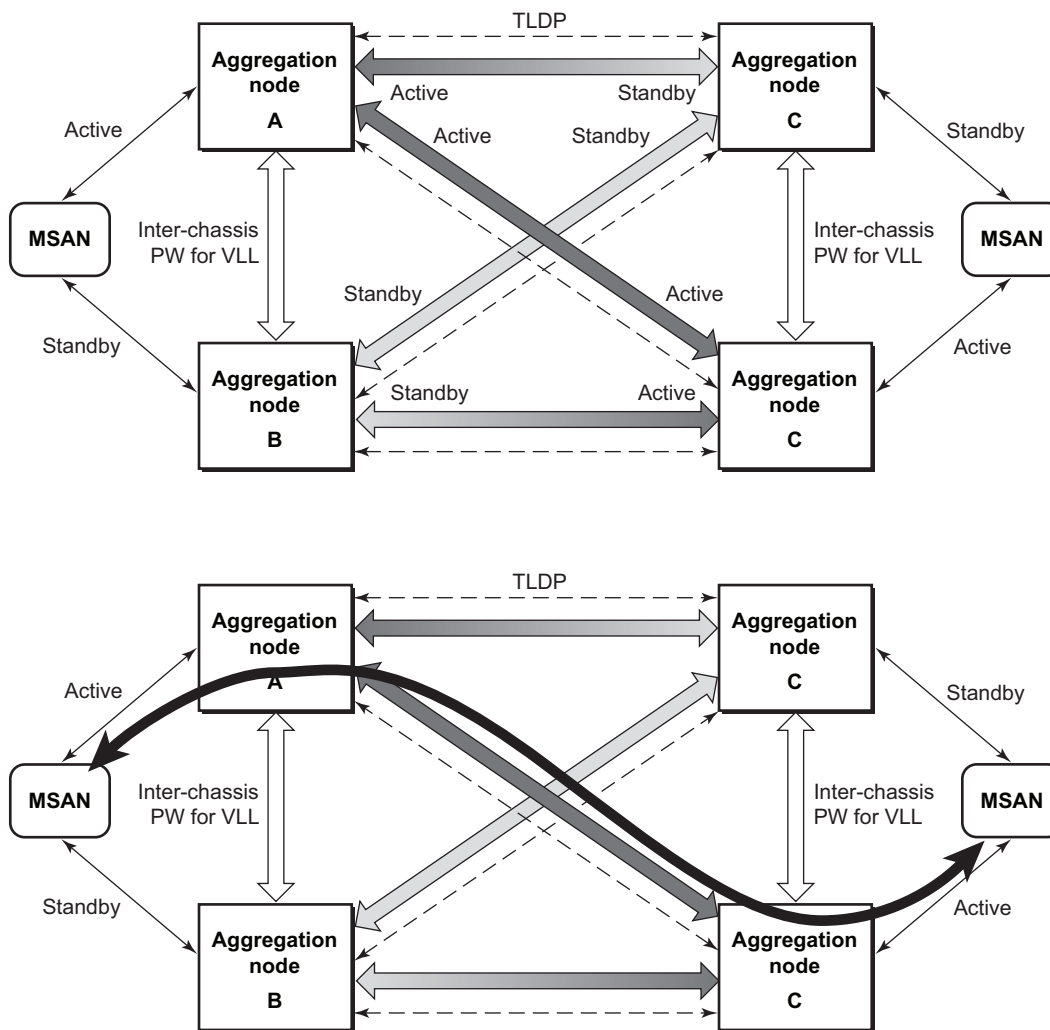 TLDP
Aggregation
node
A
Aggregation
node
C
Active
Standby
Active
Standby
Active
Standby
MSAN
Inter-chassis
PW for VLL
Inter-chassis
PW for VLL
MSAN
Standby
Active
Standby
Active
Aggregation
node
B
Standby
Active
Aggregation
node
C
TLDP
Aggregation
node
A
Aggregation
node
C
Active
Standby
MSAN
Inter-chassis
PW for VLL
Inter-chassis
PW for VLL
MSAN
Standby
Active
Aggregation
node
B
Aggregation
node
C